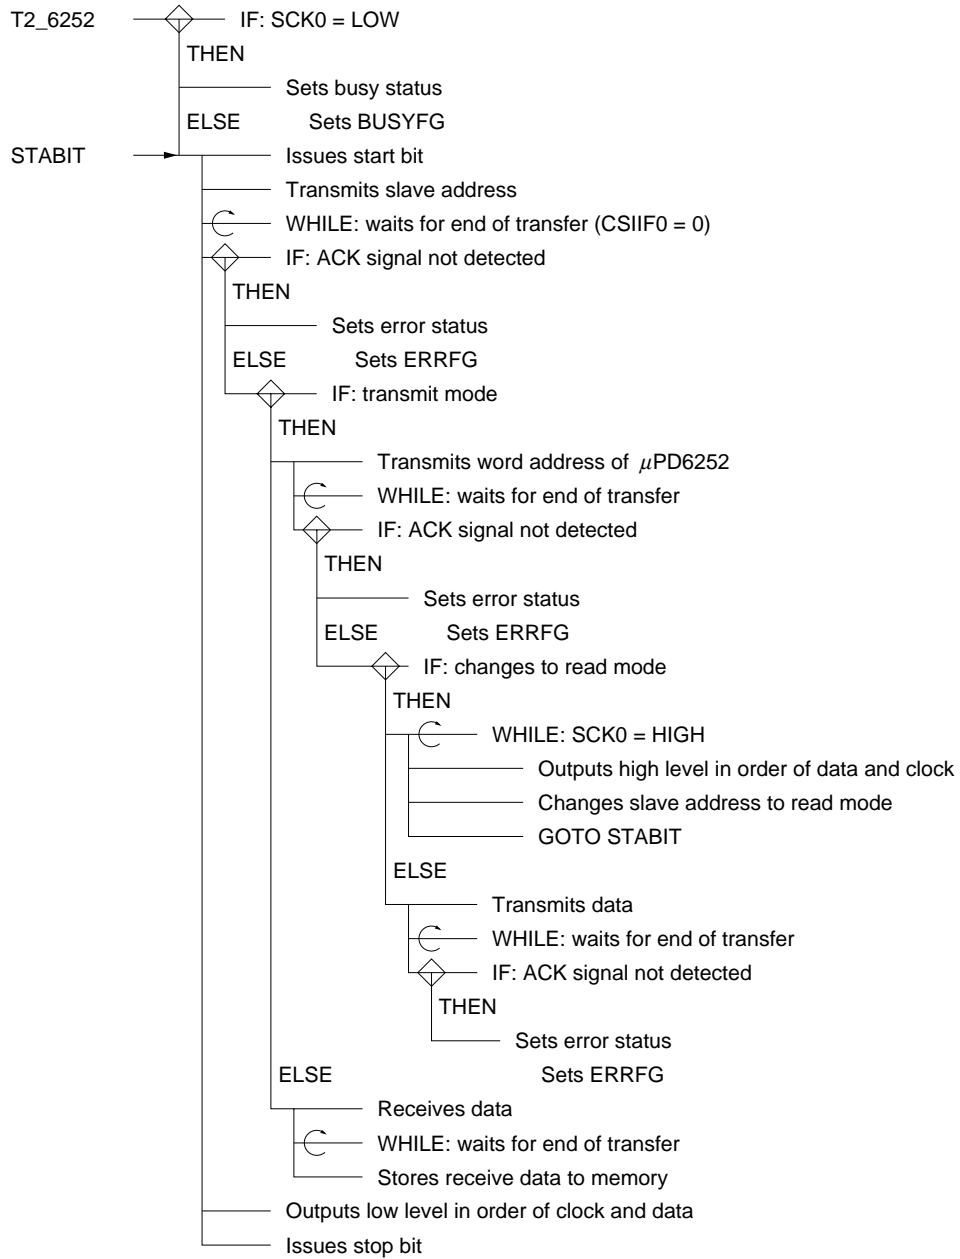 T2_6252 IF: SCK0 = LOW
THEN
Sets busy status
ELSE Sets BUSYFG
STABIT Issues start bit
Transmits slave address
WHILE: waits for end of transfer (CSIIF0 = 0)
IF: ACK signal not detected
THEN
Sets error status
ELSE Sets ERRFG
IF: transmit mode
THEN
Transmits word address of μPD6252
WHILE: waits for end of transfer
IF: ACK signal not detected
THEN
Sets error status
ELSE Sets ERRFG
IF: changes to read mode
THEN
WHILE: SCK0 = HIGH
Outputs high level in order of data and clock
Changes slave address to read mode
GOTO STABIT
ELSE
Transmits data
WHILE: waits for end of transfer
IF: ACK signal not detected
THEN
Sets error status
ELSE Sets ERRFG
Receives data
WHILE: waits for end of transfer
Stores receive data to memory
Outputs low level in order of clock and data
Issues stop bit